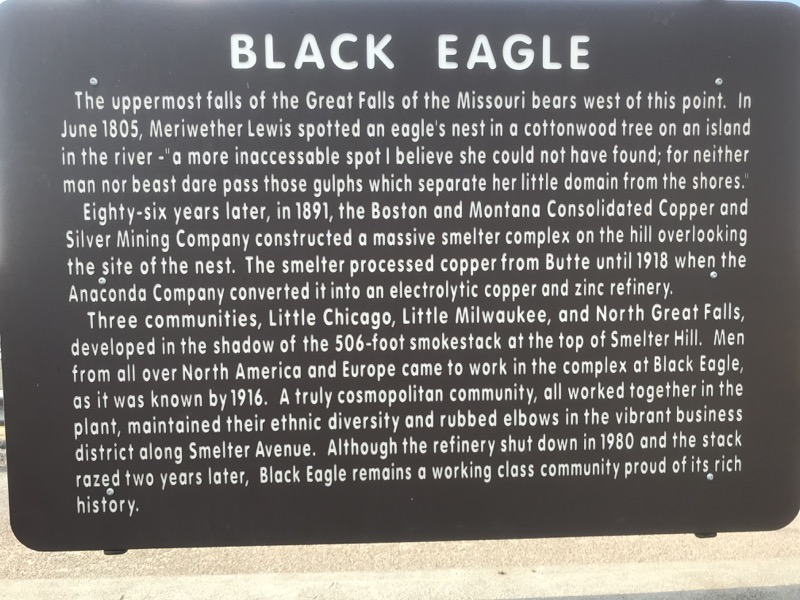 BLACK EAGLE
The uppermost falls of the Great Falls of the Missouri bears west of this point. In
June 1805, Meriwether Lewis spotted an eagle's nest in a cottonwood tree on an island
in the river -"a more inaccessable spot I believe she could not have found; for neither
man nor beast dare pass those gulphs which separate her little domain from the shores."
Eighty-six years later, in 1891, the Boston and Montana Consolidated Copper and
Silver Mining Company constructed a massive smelter complex on the hill overlooking
the site of the nest. The smelter processed copper from Butte until 1918 when the
Anaconda Company converted it into an electrolytic copper and zinc refinery.
Three communities, Little Chicago, Little Milwaukee, and North Great Falls,
developed in the shadow of the 506-foot smokestack at the top of Smelter Hill. Men
from all over North America and Europe came to work in the complex at Black Eagle,
as it was known by 1916. A truly cosmopolitan community, all worked together in the
plant, maintained their ethnic diversity and rubbed elbows in the vibrant business
district along Smelter Avenue. Although the refinery shut down in 1980 and the stack
razed two years later, Black Eagle remains a working class community proud of its rich
history.